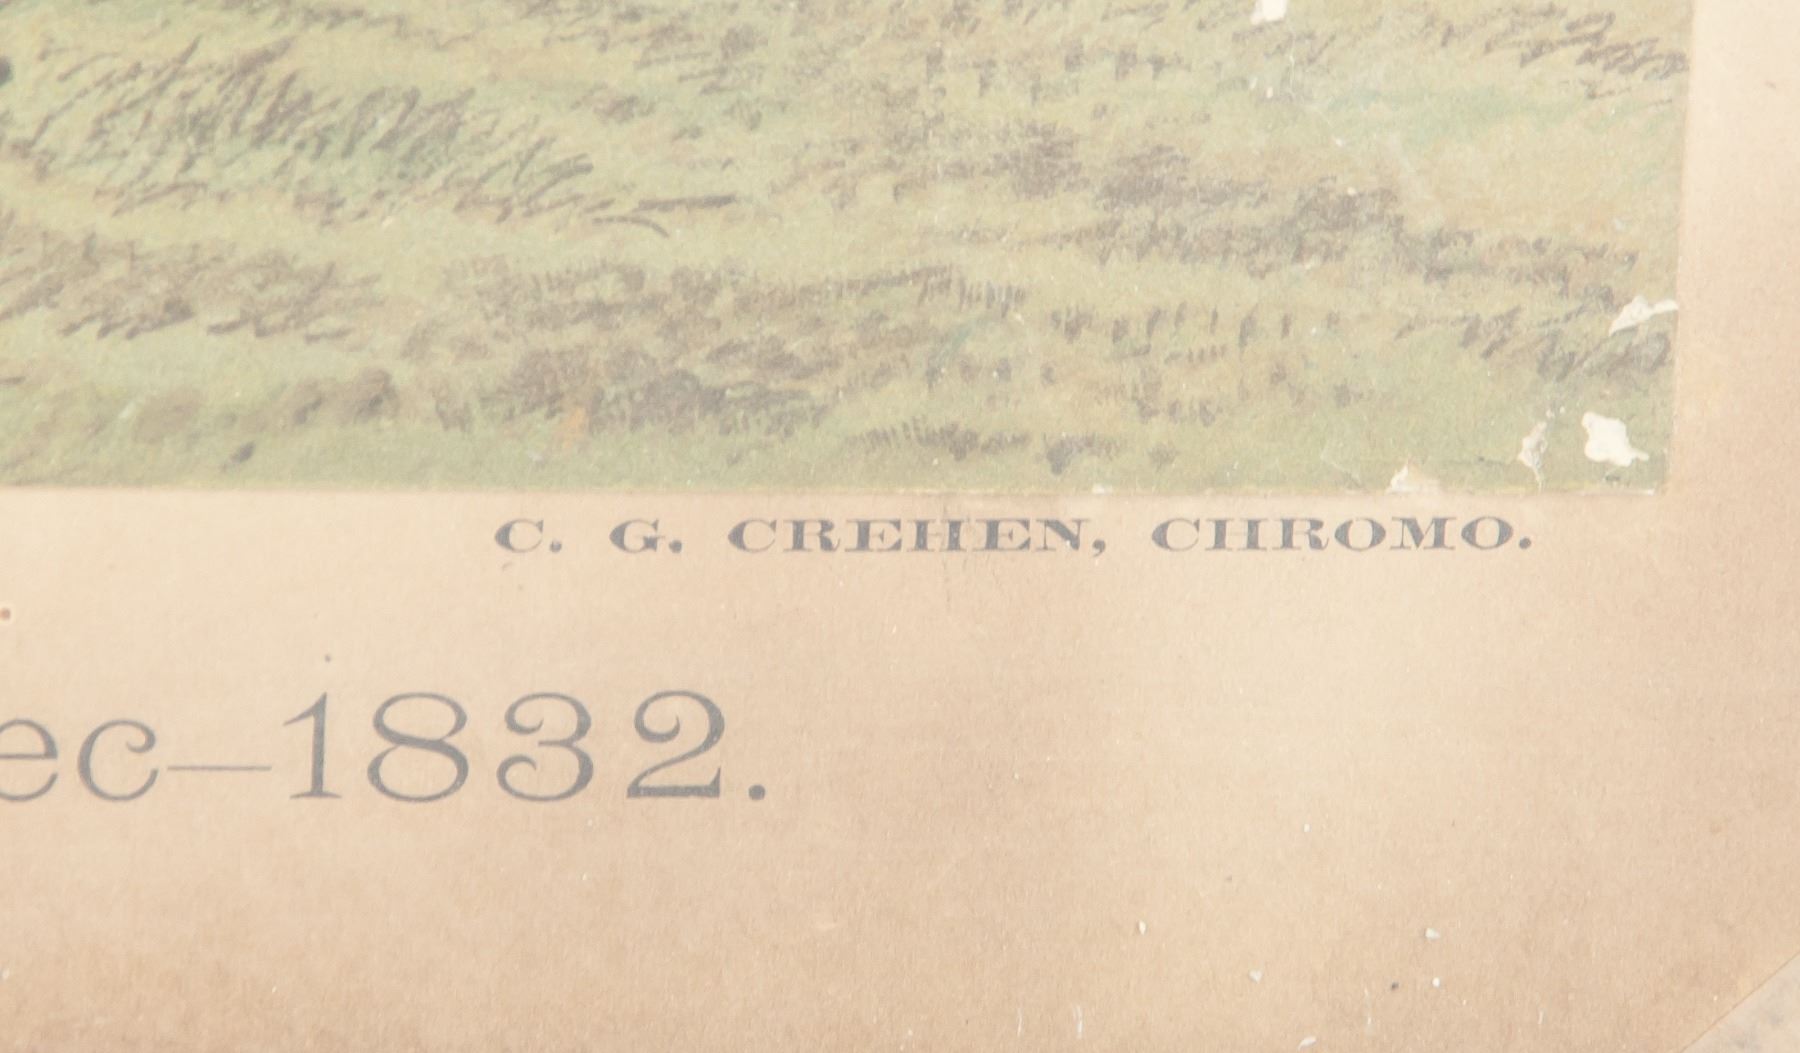 C. G. CREHEN, CHROMO.
ec—1832.